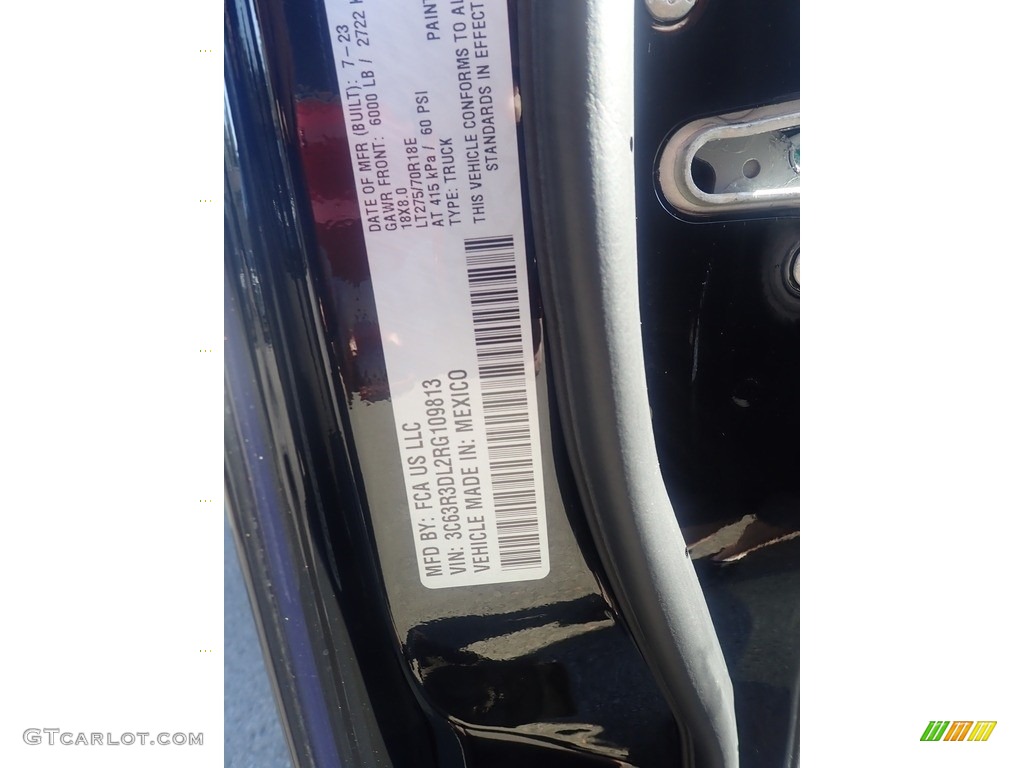 MFD BY: FCA US LLC
DATE OF MFR (BUILT): 7-23
GAWR FRONT: 6000 LB / 2722
18X8.0
LT275/70R18E
AT 415 kPa / 60 PSI
TYPE: TRUCK
PAINT
VIN: 3C63R3DL2RG109813
THIS VEHICLE CONFORMS TO AL
VEHICLE MADE IN: MEXICO
STANDARDS IN EFFECT
GTCarlot.com